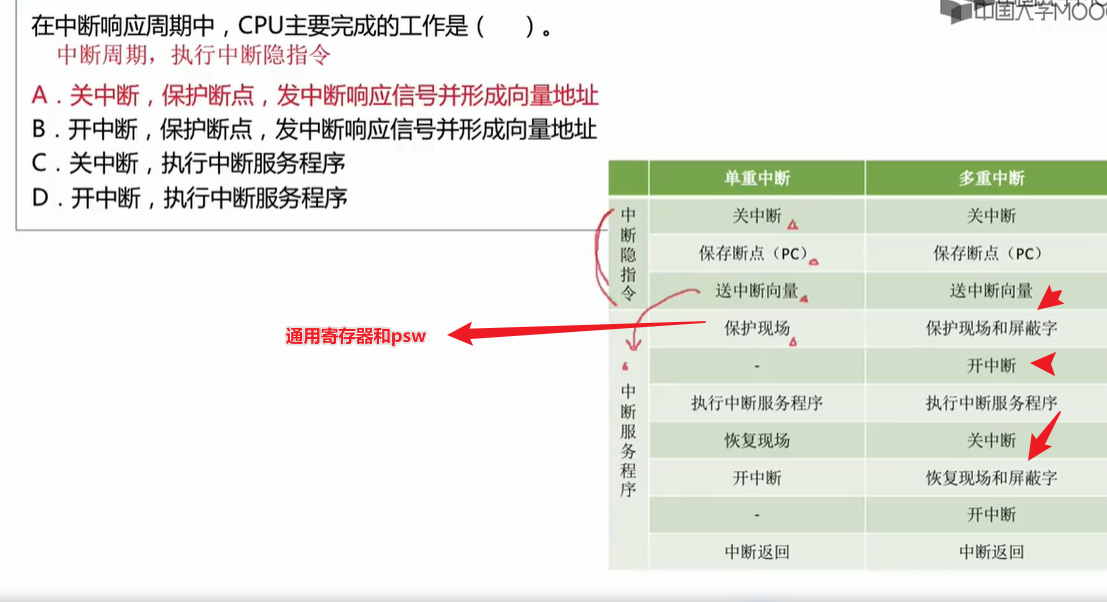 中国大学MOOC
在中断响应周期中，CPU主要完成的工作是（ ）。
中断周期，执行中断隐指令
A．关中断，保护断点，发中断响应信号并形成向量地址
B．开中断，保护断点，发中断响应信号并形成向量地址
C．关中断，执行中断服务程序
D．开中断，执行中断服务程序
单重中断 多重中断
中断隐指令
关中断 关中断
保存断点（PC） 保存断点（PC）
送中断向量 送中断向量
通用寄存器和psw
中断服务程序
保护现场 保护现场和屏蔽字
- 开中断
执行中断服务程序 执行中断服务程序
恢复现场 关中断
开中断 恢复现场和屏蔽字
- 开中断
中断返回 中断返回